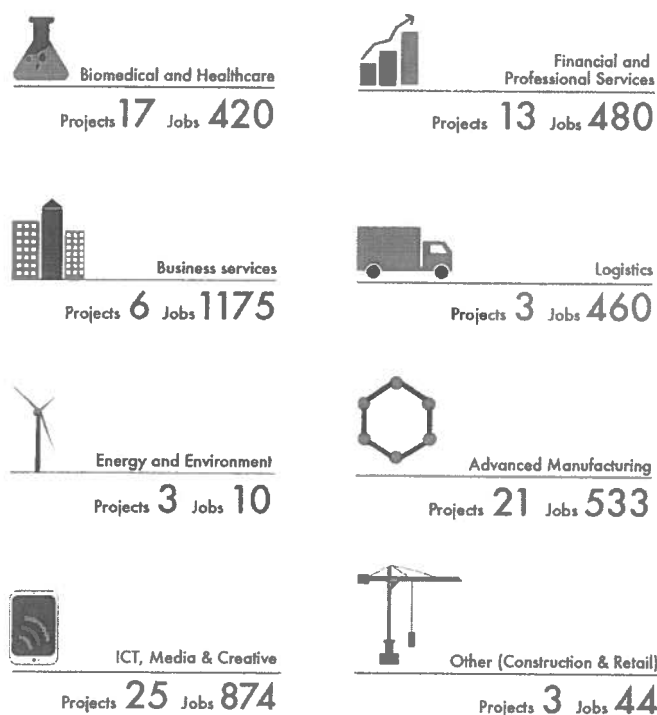 Biomedical and Healthcare
Projects 17 Jobs 420
Financial and
Professional Services
Projects 13 Jobs 480
Business services
Projects 6 Jobs 1175
Logistics
Projects 3 Jobs 460
Energy and Environment
Projects 3 Jobs 10
Advanced Manufacturing
Projects 21 Jobs 533
ICT, Media & Creative
Projects 25 Jobs 874
Other (Construction & Retail)
Projects 3 Jobs 44